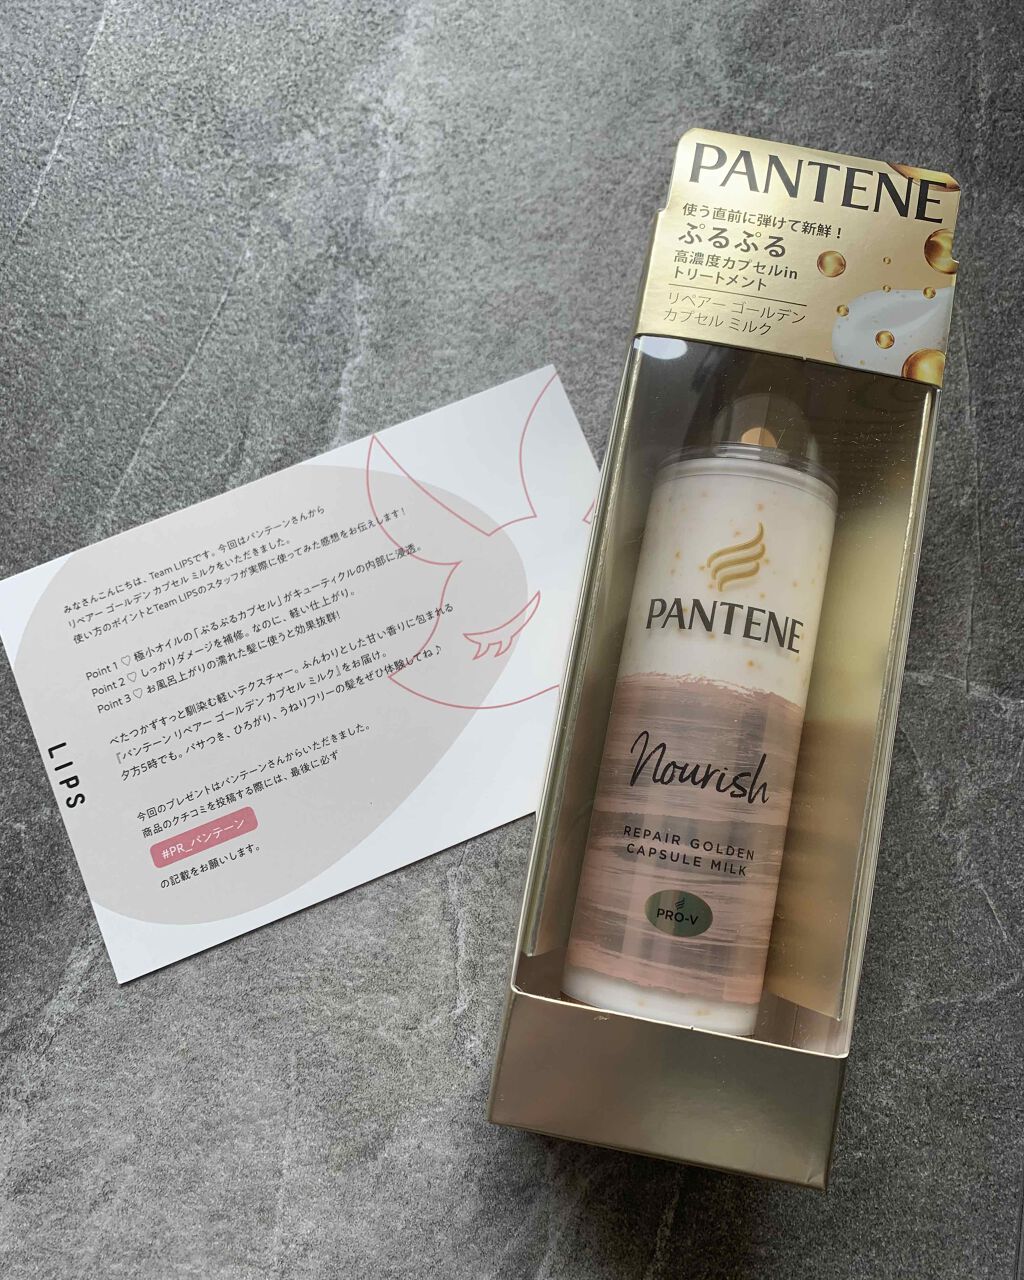 PANTENE
使う直前に弾けて新鮮!
ぷるぷる
高濃度カプセルin
トリートメント
リペアー ゴールデン
カプセル ミルク
PANTENE
Nourish
REPAIR GOLDEN
CAPSULE MILK
PRO-V
みなさんこんにちは、Team LIPSです。今回はパンテーンさんから
リペアー ゴールデン カプセル ミルクをいただきました。
使い方のポイントとTeam LIPSのスタッフが実際に使ってみた感想をお伝えします!
Point 1 ♡ 極小オイルの「ぷるぷるカプセル」がキューティクルの内部に浸透。
Point 2 ♡ しっかりダメージを補修。なのに、軽い仕上がり。
Point 3 ♡ お風呂上がりの濡れた髪に使うと効果抜群!
べたつかずすっと馴染む軽いテクスチャー。ふんわりとした甘い香りに包まれる
『パンテーン リペアー ゴールデン カプセル ミルク』をお届け。
夕方5時でも。パサつき、ひろがり、うねりフリーの髪をぜひ体験してね♪
今回のプレゼントはパンテーンさんからいただきました。
商品のクチコミを投稿する際には、最後に必ず
#PR_パンテーン
の記載をお願いします。
LIPS